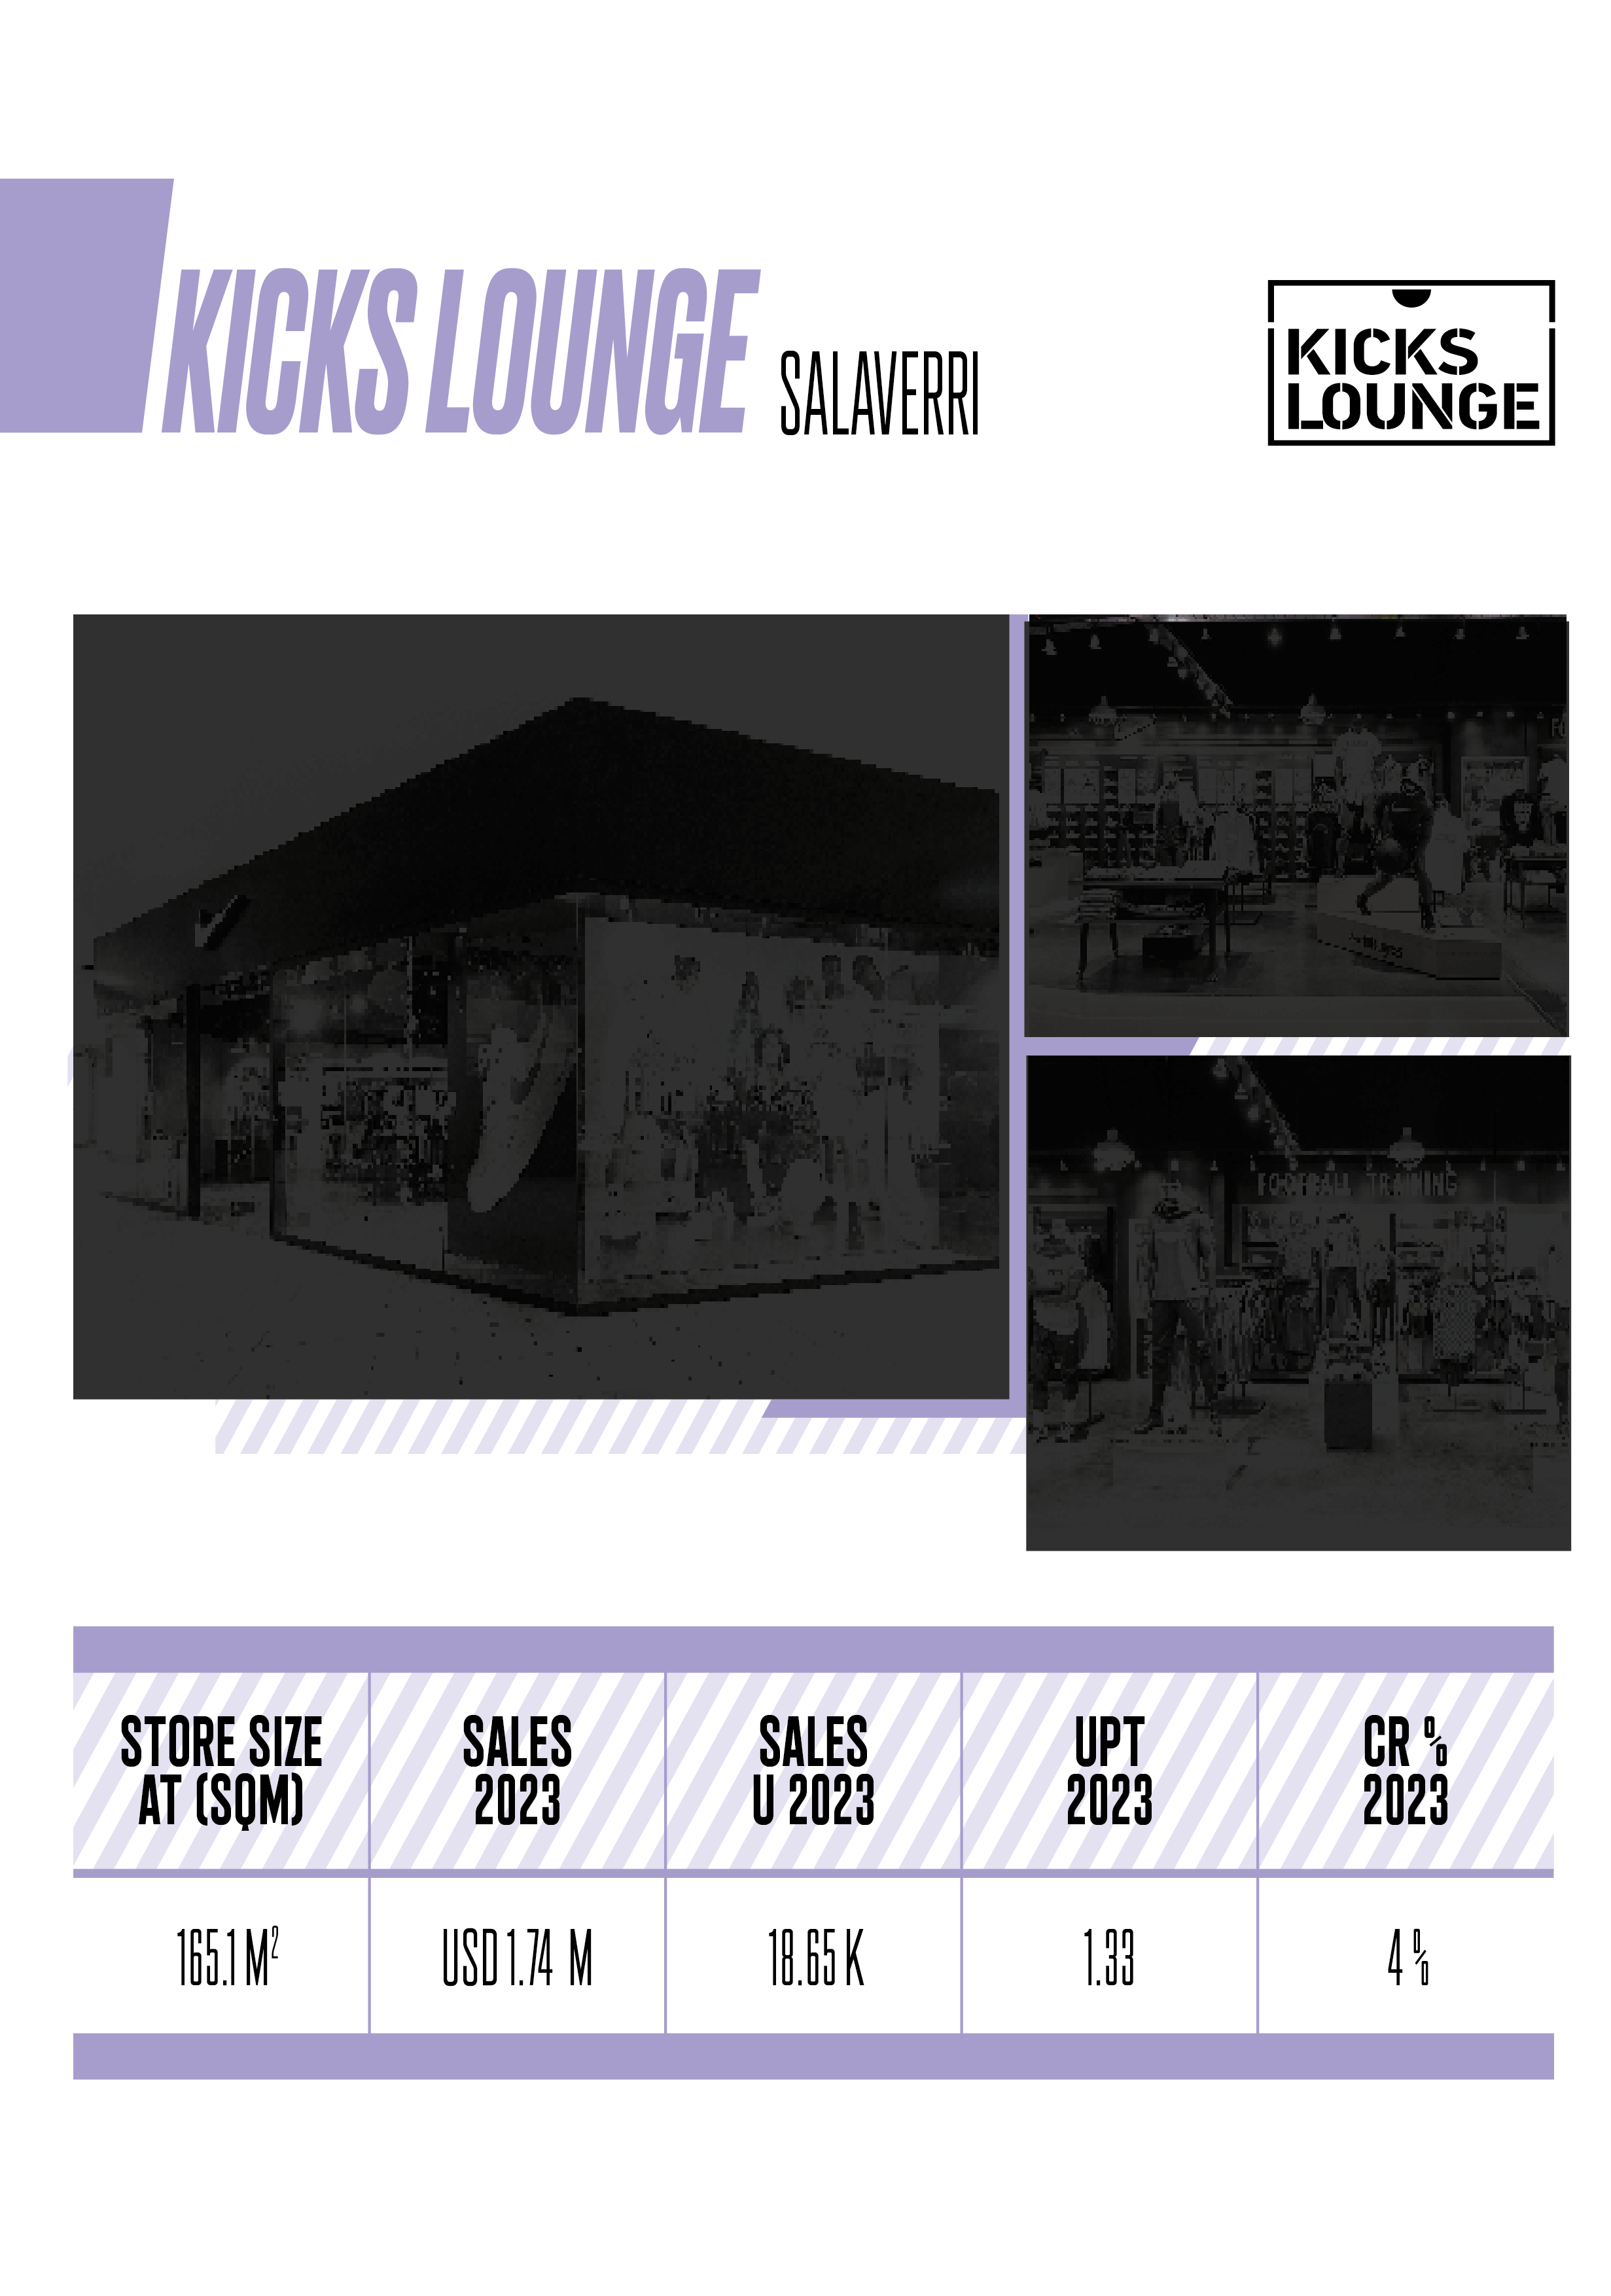 KICKS LOUNGE SALAVERRI
KICKS
LOUNGE
FOOTBALL TRAINING
STORE SIZE
AT (SQM)
SALES
2023
SALES
U 2023
UPT
2023
CR %
2023
165.1 M²
USD 1.74 M
18.65 K
1.33
4 %